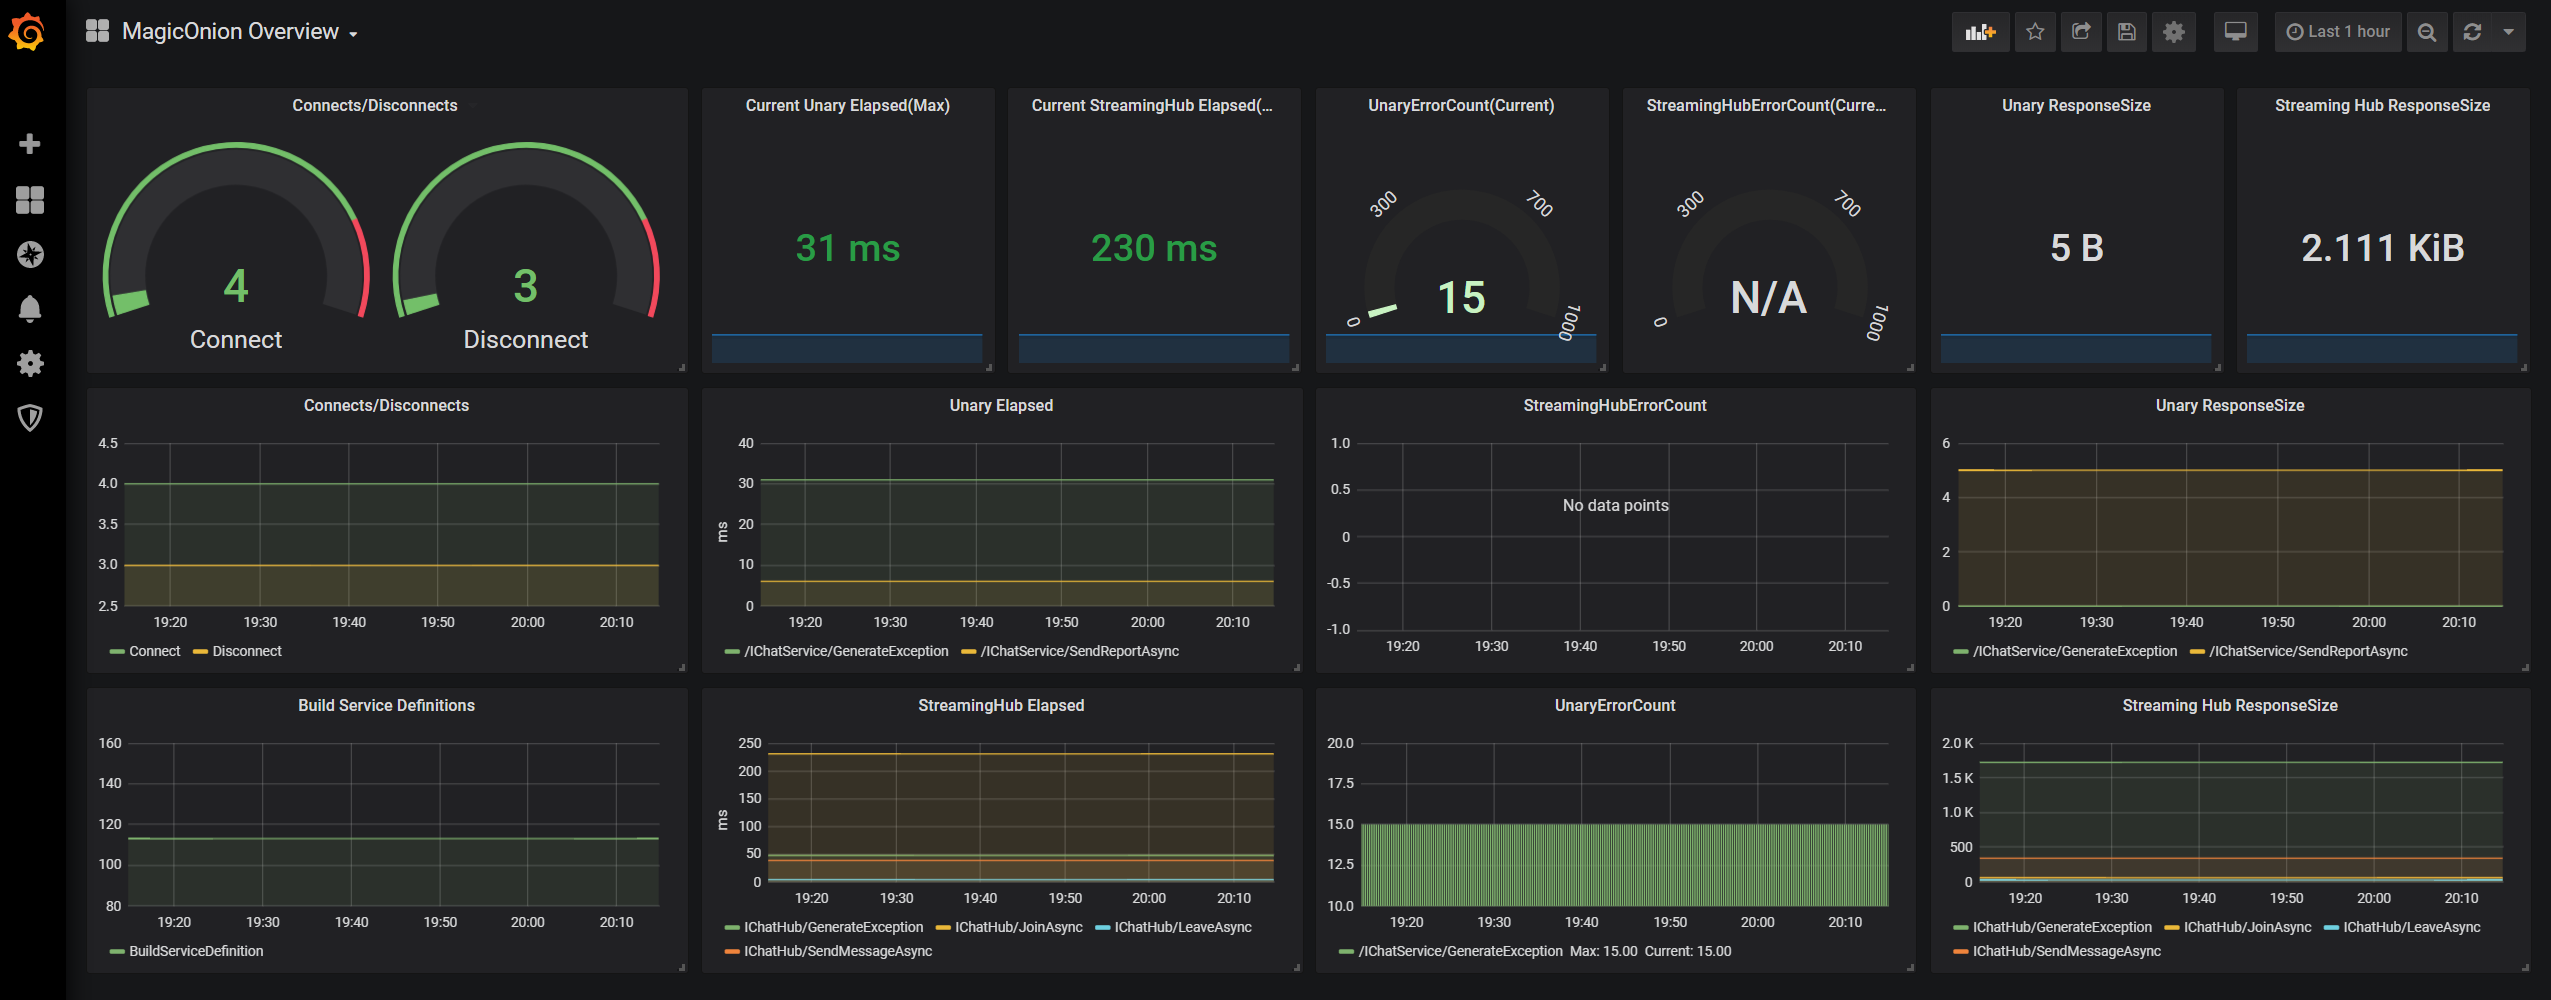 MagicOnion Overview
Last 1 hour
Connects/Disconnects
4
Connect
3
Disconnect
Current Unary Elapsed(Max)
31 ms
Current StreamingHub Elapsed(...
230 ms
UnaryErrorCount(Current)
300
700
0
1000
15
StreamingHubErrorCount(Curre...
300
700
0
1000
N/A
Unary ResponseSize
5 B
Streaming Hub ResponseSize
2.111 KiB
Connects/Disconnects
4.5
4.0
3.5
3.0
2.5
19:20 19:30 19:40 19:50 20:00 20:10
Connect Disconnect
Unary Elapsed
ms
40
30
20
10
0
19:20 19:30 19:40 19:50 20:00 20:10
/IChatService/GenerateException /IChatService/SendReportAsync
StreamingHubErrorCount
1.0
0.5
No data points
0
-0.5
-1.0
19:20 19:30 19:40 19:50 20:00 20:10
Unary ResponseSize
6
4
2
0
19:20 19:30 19:40 19:50 20:00 20:10
/IChatService/GenerateException /IChatService/SendReportAsync
Build Service Definitions
160
140
120
100
80
19:20 19:30 19:40 19:50 20:00 20:10
BuildServiceDefinition
StreamingHub Elapsed
ms
250
200
150
100
50
0
19:20 19:30 19:40 19:50 20:00 20:10
IChatHub/GenerateException IChatHub/JoinAsync IChatHub/LeaveAsync
IChatHub/SendMessageAsync
UnaryErrorCount
20.0
17.5
15.0
12.5
10.0
19:20 19:30 19:40 19:50 20:00 20:10
/IChatService/GenerateException Max: 15.00 Current: 15.00
Streaming Hub ResponseSize
2.0 K
1.5 K
1.0 K
500
0
19:20 19:30 19:40 19:50 20:00 20:10
IChatHub/GenerateException IChatHub/JoinAsync IChatHub/LeaveAsync
IChatHub/SendMessageAsync